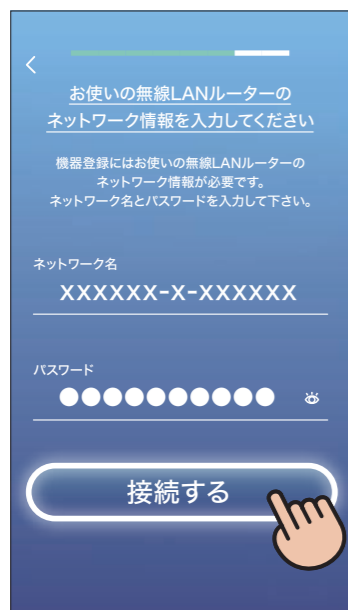 お使いの無線LANルーターの
ネットワーク情報を入力してください
機器登録にはお使いの無線LANルーターの
ネットワーク情報が必要です。
ネットワーク名とパスワードを入力して下さい。
ネットワーク名
XXXXXX-X-XXXXXX
パスワード
●●●●●●●●●●
接続する